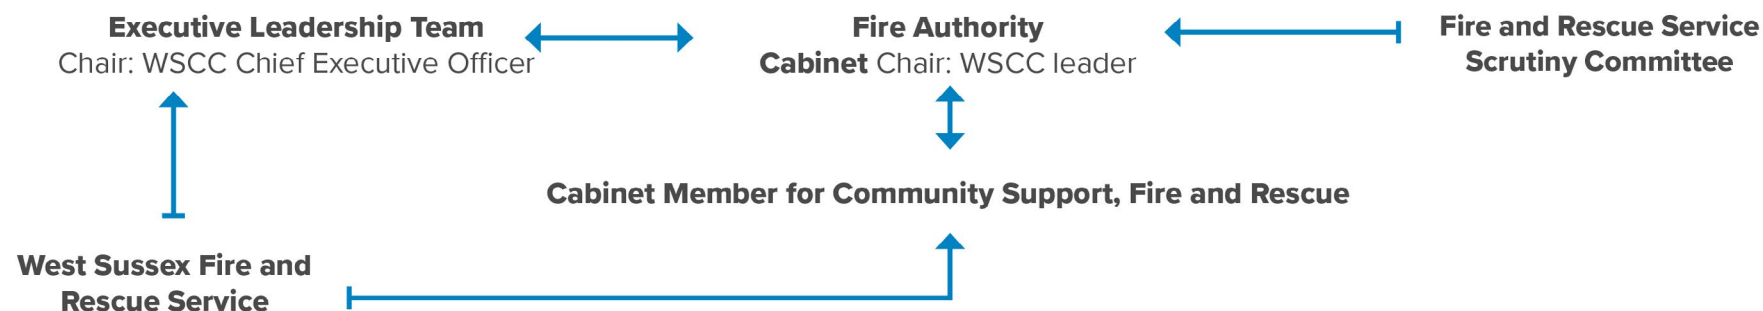 Executive Leadership Team
Chair: WSCC Chief Executive Officer
Fire Authority
Cabinet Chair: WSCC leader
Fire and Rescue Service
Scrutiny Committee
Cabinet Member for Community Support, Fire and Rescue
West Sussex Fire and
Rescue Service